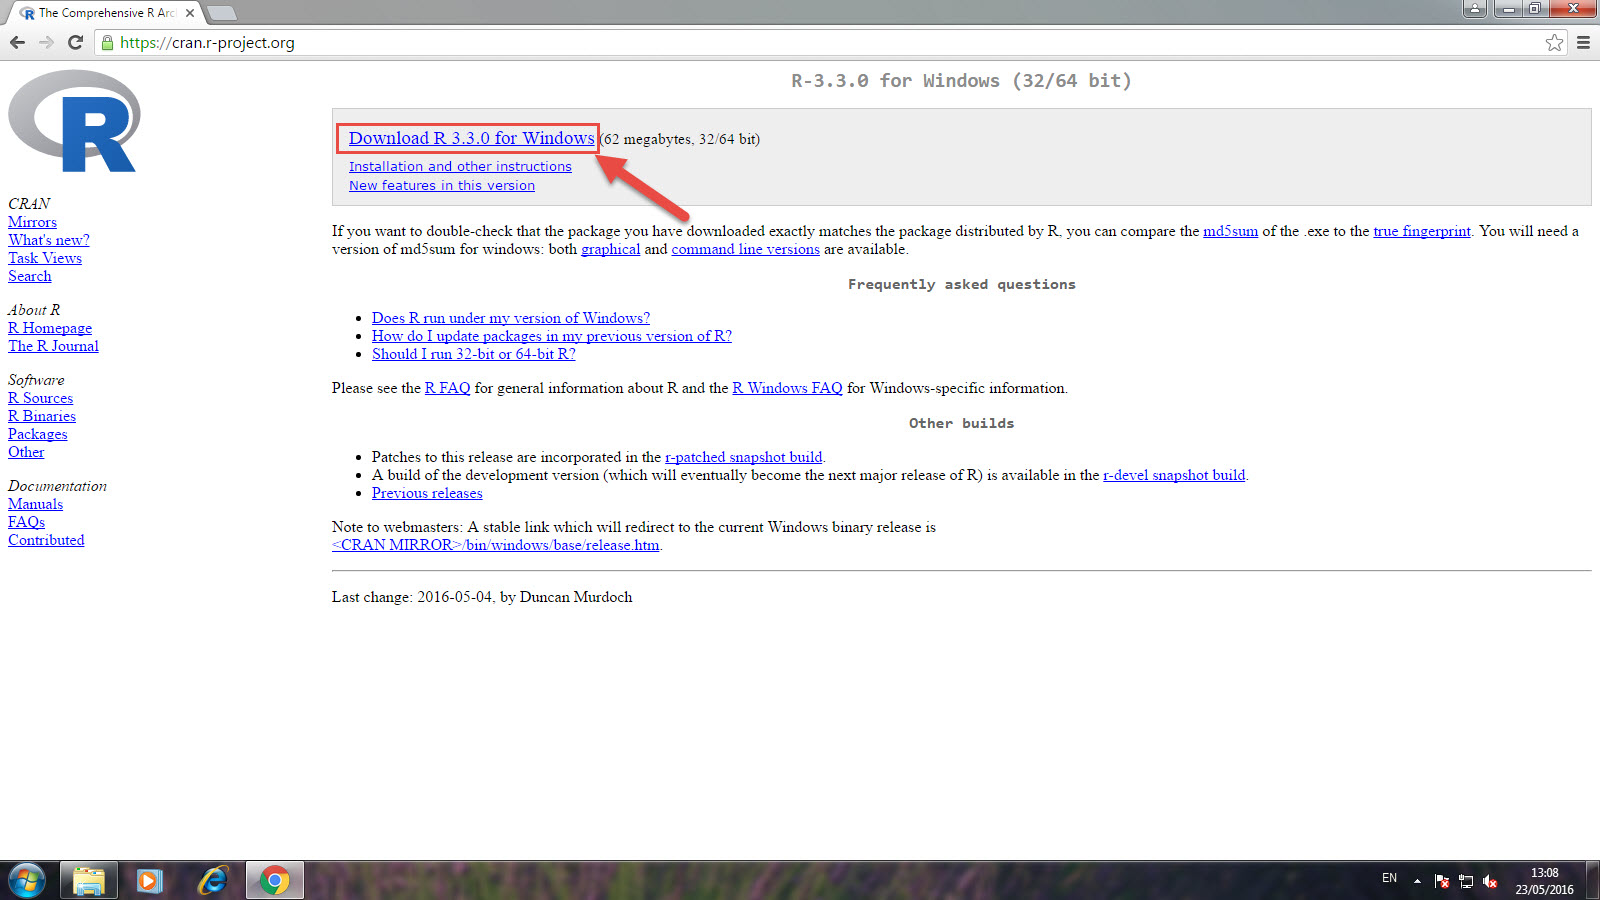 The Comprehensive R Arc
https://cran.r-project.org
R
CRAN
Mirrors
What's new?
Task Views
Search
About R
R Homepage
The R Journal
Software
R Sources
R Binaries
Packages
Other
Documentation
Manuals
FAQs
Contributed
R-3.3.0 for Windows (32/64 bit)
Download R 3.3.0 for Windows (62 megabytes, 32/64 bit)
Installation and other instructions
New features in this version
If you want to double-check that the package you have downloaded exactly matches the package distributed by R, you can compare the md5sum of the .exe to the true fingerprint. You will need a
version of md5sum for windows: both graphical and command line versions are available.
Frequently asked questions
Does R run under my version of Windows?
How do I update packages in my previous version of R?
Should I run 32-bit or 64-bit R?
Please see the R FAQ for general information about R and the R Windows FAQ for Windows-specific information.
Other builds
Patches to this release are incorporated in the r-patched snapshot build.
A build of the development version (which will eventually become the next major release of R) is available in the r-devel snapshot build.
Previous releases
Note to webmasters: A stable link which will redirect to the current Windows binary release is
<CRAN MIRROR>/bin/windows/base/release.htm.
Last change: 2016-05-04, by Duncan Murdoch
EN
13:08
23/05/2016